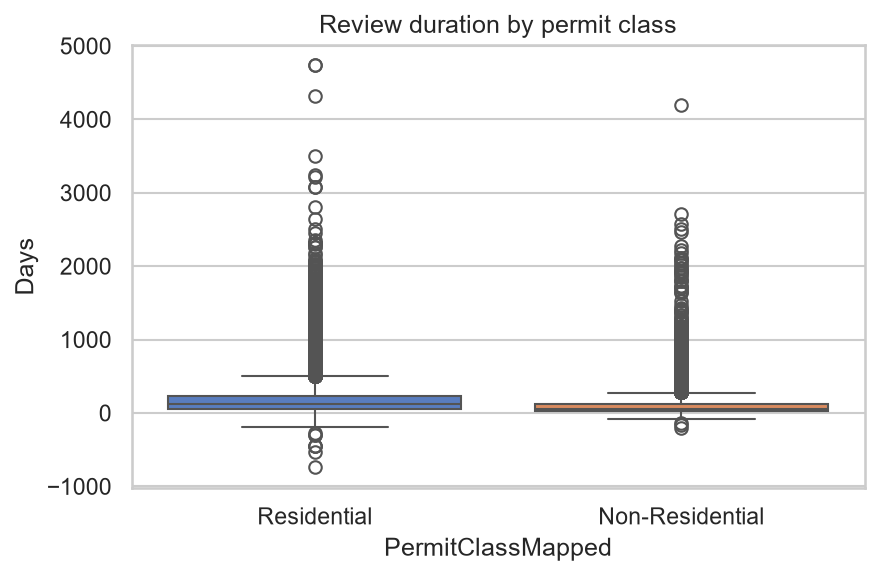 Review duration by permit class
5000
4000
3000
2000
1000
0
−1000
Days
Residential
Non-Residential
PermitClassMapped